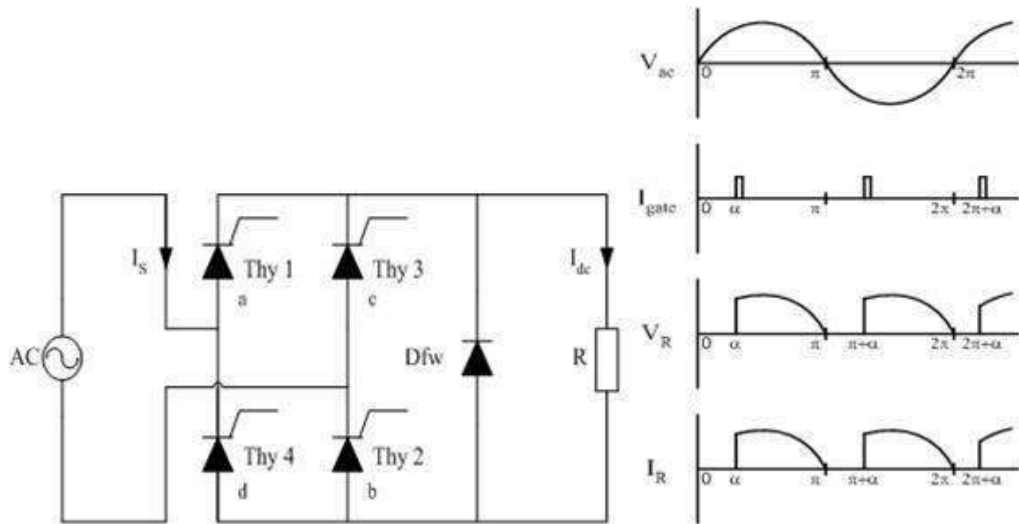 AC
I_S
Thy 1
a
Thy 3
c
Dfw
I_dc
R
Thy 4
d
Thy 2
b
V_ac
0 π 2π
I_gate
0 α π 2π 2π+α
V_R
0 α π π+α 2π 2π+α
I_R
0 α π π+α 2π 2π+α